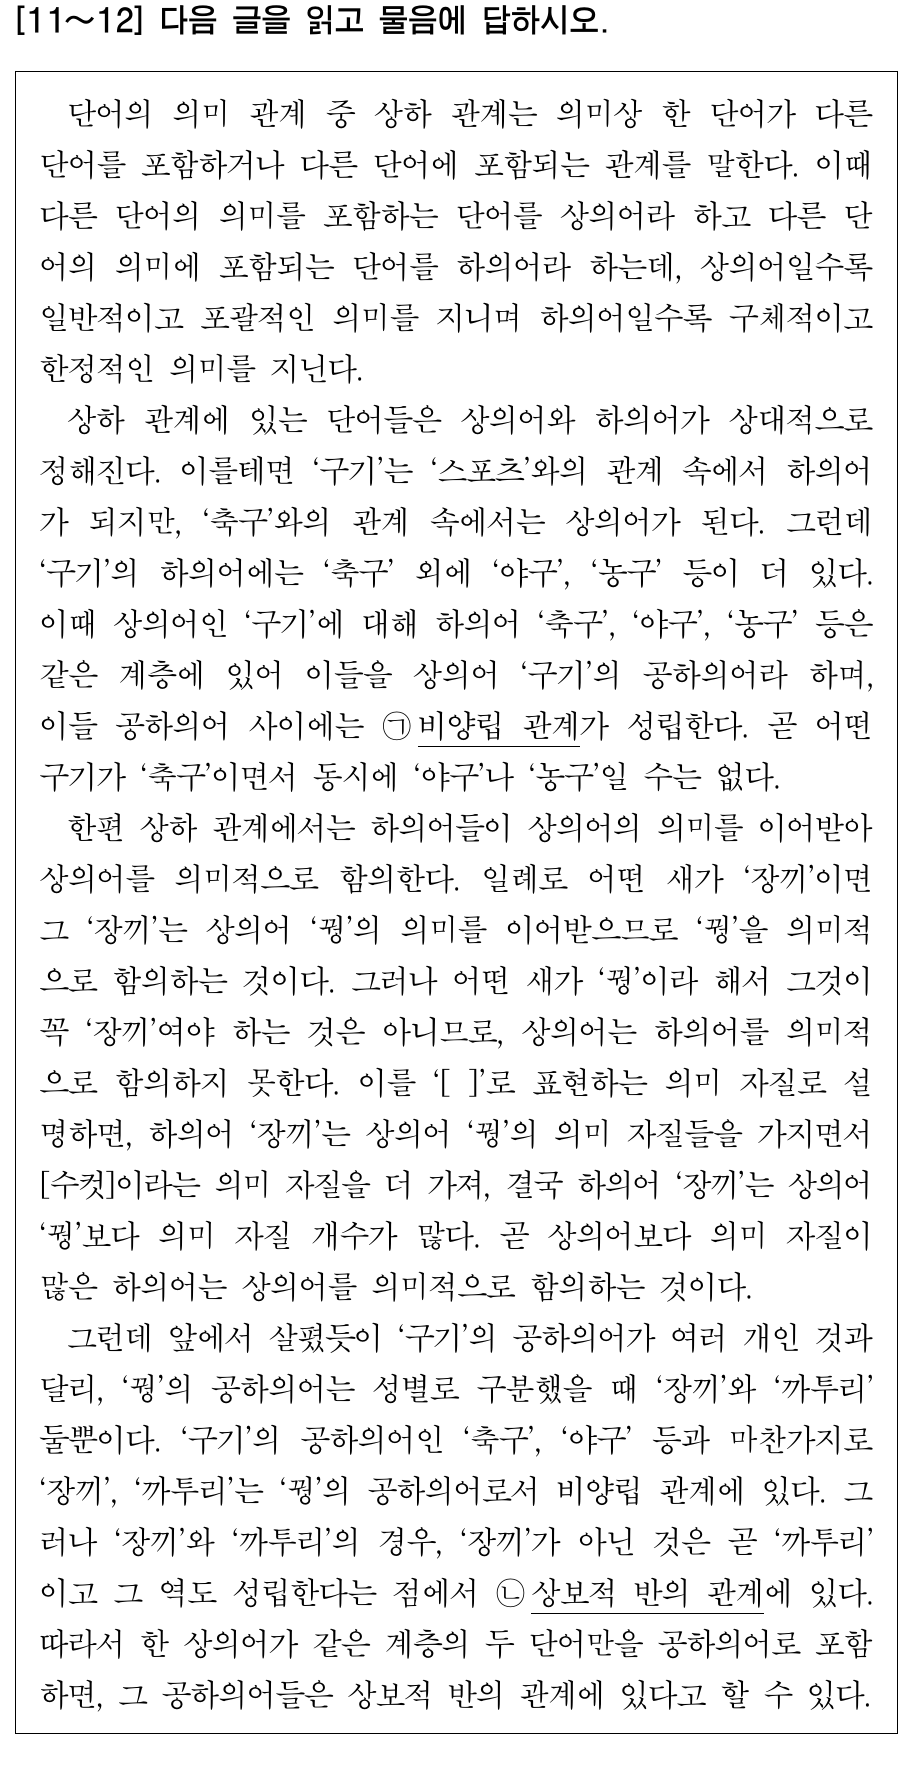 [11～12] 다음 글을 읽고 물음에 답하시오.
단어의 의미 관계 중 상하 관계는 의미상 한 단어가 다른
단어를 포함하거나 다른 단어에 포함되는 관계를 말한다. 이때
다른 단어의 의미를 포함하는 단어를 상의어라 하고 다른 단
어의 의미에 포함되는 단어를 하의어라 하는데, 상의어일수록
일반적이고 포괄적인 의미를 지니며 하의어일수록 구체적이고
한정적인 의미를 지닌다.
상하 관계에 있는 단어들은 상의어와 하의어가 상대적으로
정해진다. 이를테면 ‘구기’는 ‘스포츠’와의 관계 속에서 하의어
가 되지만, ‘축구’와의 관계 속에서는 상의어가 된다. 그런데
‘구기’의 하의어에는 ‘축구’ 외에 ‘야구’, ‘농구’ 등이 더 있다.
이때 상의어인 ‘구기’에 대해 하의어 ‘축구’, ‘야구’, ‘농구’ 등은
같은 계층에 있어 이들을 상의어 ‘구기’의 공하의어라 하며,
이들 공하의어 사이에는 ㉠비양립 관계가 성립한다. 곧 어떤
구기가 ‘축구’이면서 동시에 ‘야구’나 ‘농구’일 수는 없다.
한편 상하 관계에서는 하의어들이 상의어의 의미를 이어받아
상의어를 의미적으로 함의한다. 일례로 어떤 새가 ‘장끼’이면
그 ‘장끼’는 상의어 ‘꿩’의 의미를 이어받으므로 ‘꿩’을 의미적
으로 함의하는 것이다. 그러나 어떤 새가 ‘꿩’이라 해서 그것이
꼭 ‘장끼’여야 하는 것은 아니므로, 상의어는 하의어를 의미적
으로 함의하지 못한다. 이를 ‘[ ]’로 표현하는 의미 자질로 설
명하면, 하의어 ‘장끼’는 상의어 ‘꿩’의 의미 자질들을 가지면서
[수컷]이라는 의미 자질을 더 가져, 결국 하의어 ‘장끼’는 상의어
‘꿩’보다 의미 자질 개수가 많다. 곧 상의어보다 의미 자질이
많은 하의어는 상의어를 의미적으로 함의하는 것이다.
그런데 앞에서 살폈듯이 ‘구기’의 공하의어가 여러 개인 것과
달리, ‘꿩’의 공하의어는 성별로 구분했을 때 ‘장끼’와 ‘까투리’
둘뿐이다. ‘구기’의 공하의어인 ‘축구’, ‘야구’ 등과 마찬가지로
‘장끼’, ‘까투리’는 ‘꿩’의 공하의어로서 비양립 관계에 있다. 그
러나 ‘장끼’와 ‘까투리’의 경우, ‘장끼’가 아닌 것은 곧 ‘까투리’
이고 그 역도 성립한다는 점에서 ㉡상보적 반의 관계에 있다.
따라서 한 상의어가 같은 계층의 두 단어만을 공하의어로 포함
하면, 그 공하의어들은 상보적 반의 관계에 있다고 할 수 있다.